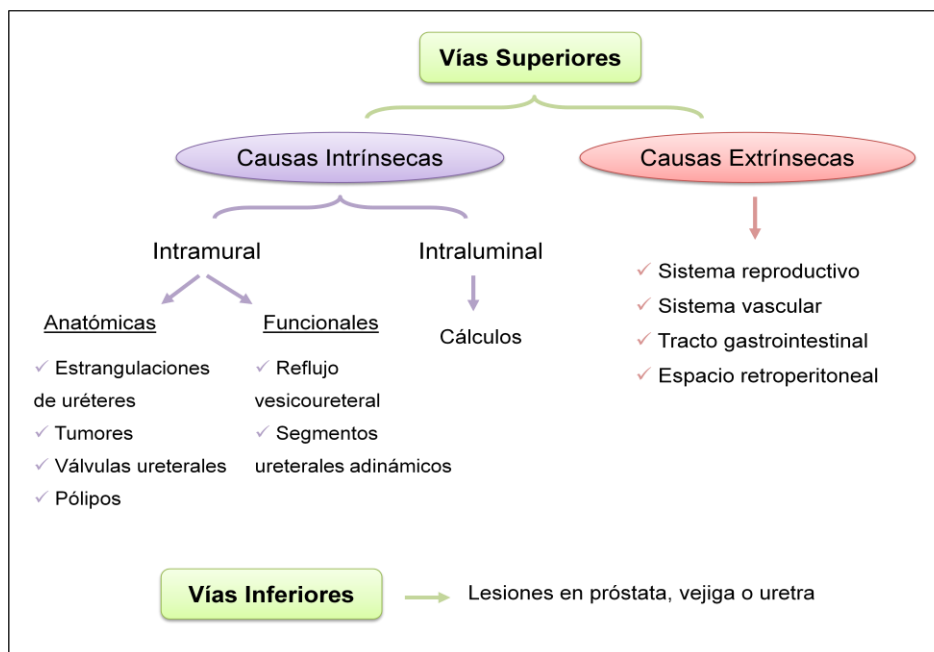 Vías Superiores
Causas Intrínsecas
Causas Extrínsecas
Intramural
Intraluminal
Anatómicas
✓ Estrangulaciones
de uréteres
✓ Tumores
✓ Válvulas ureterales
✓ Pólipos
Funcionales
✓ Reflujo
vesicoureteral
✓ Segmentos
ureterales adinámicos
Cálculos
✓ Sistema reproductivo
✓ Sistema vascular
✓ Tracto gastrointestinal
✓ Espacio retroperitoneal
Vías Inferiores
Lesiones en próstata, vejiga o uretra